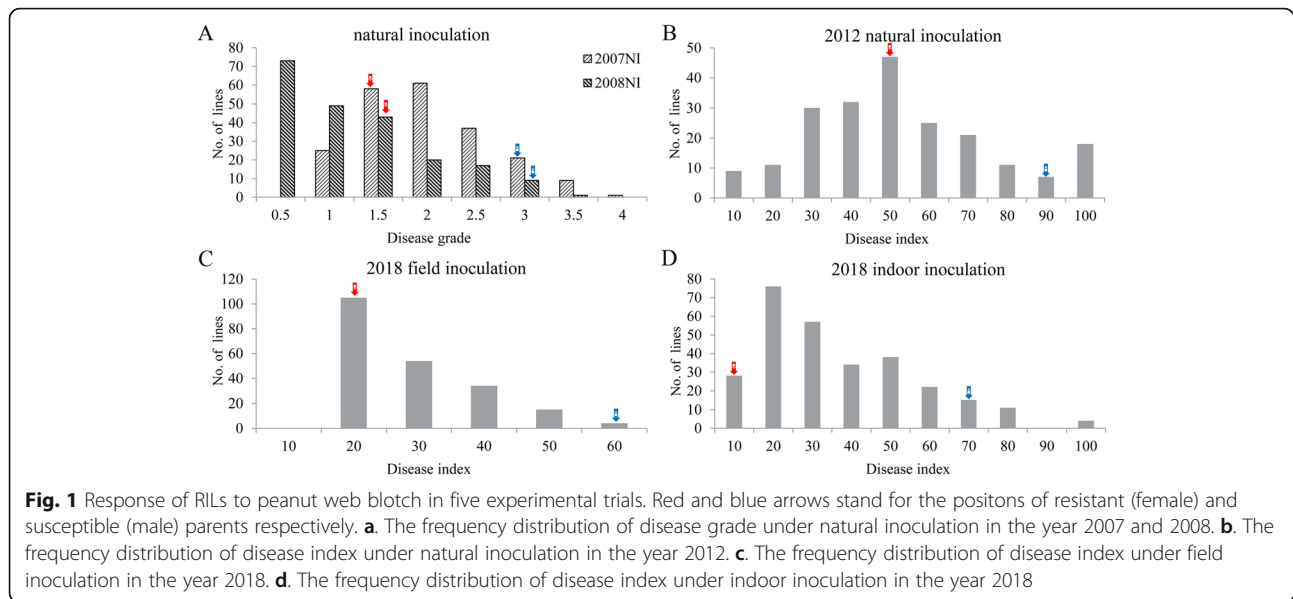 A
natural inoculation
2007NI
2008NI
No. of lines
80
70
60
50
40
30
20
10
0
0.5 1 1.5 2 2.5 3 3.5 4
Disease grade
B
2012 natural inoculation
No. of lines
50
40
30
20
10
0
10 20 30 40 50 60 70 80 90 100
Disease index
C
2018 field inoculation
No. of lines
120
100
80
60
40
20
0
10 20 30 40 50 60
Disease index
D
2018 indoor inoculation
No. of lines
80
70
60
50
40
30
20
10
0
10 20 30 40 50 60 70 80 90 100
Disease index
Fig. 1 Response of RILs to peanut web blotch in five experimental trials. Red and blue arrows stand for the positons of resistant (female) and
susceptible (male) parents respectively. a. The frequency distribution of disease grade under natural inoculation in the year 2007 and 2008. b. The
frequency distribution of disease index under natural inoculation in the year 2012. c. The frequency distribution of disease index under field
inoculation in the year 2018. d. The frequency distribution of disease index under indoor inoculation in the year 2018